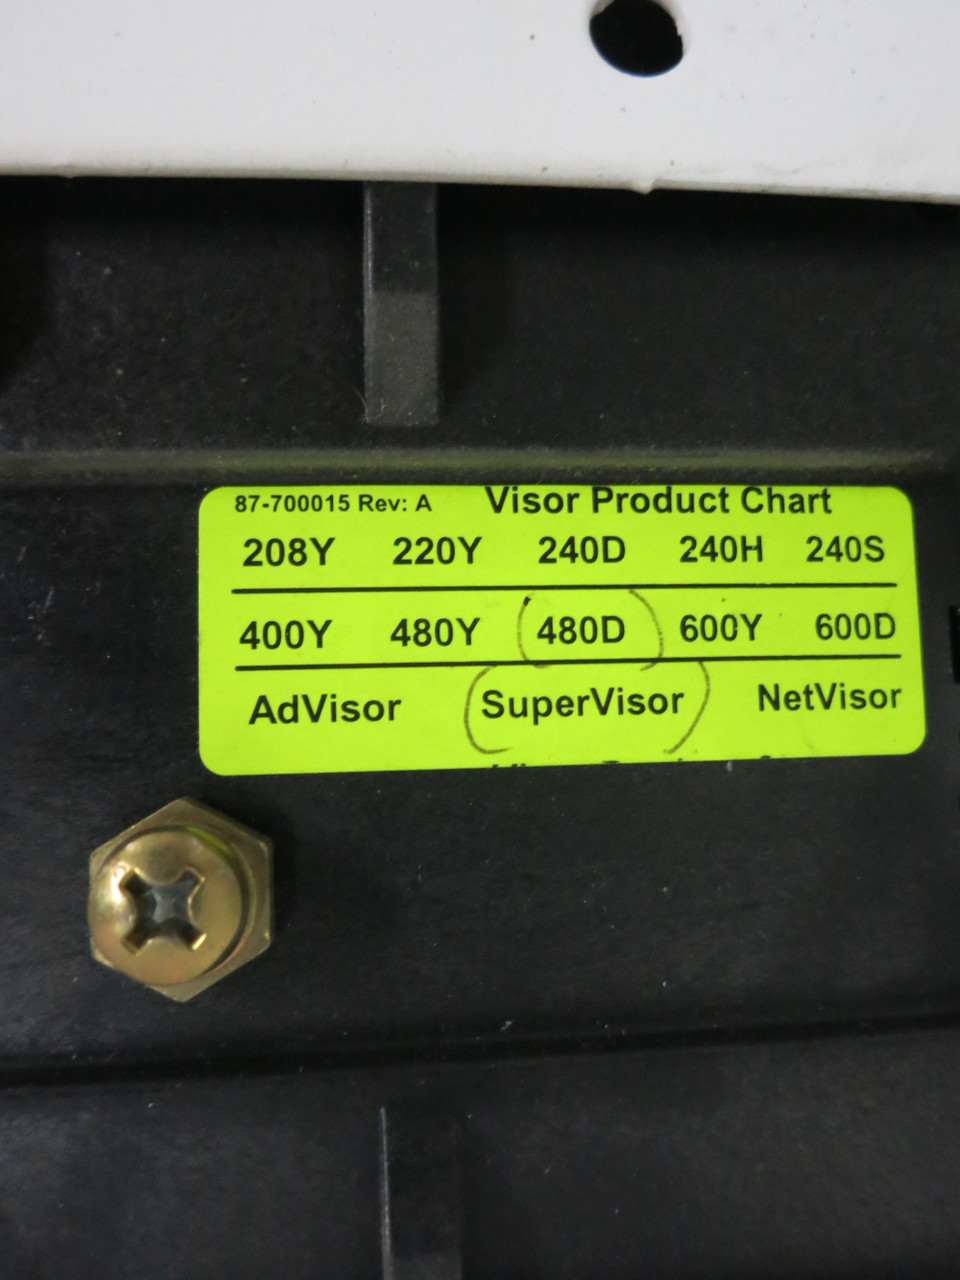 87-700015 Rev: A Visor Product Chart
208Y 220Y 240D 240H 240S
400Y 480Y 480D 600Y 600D
AdVisor SuperVisor NetVisor